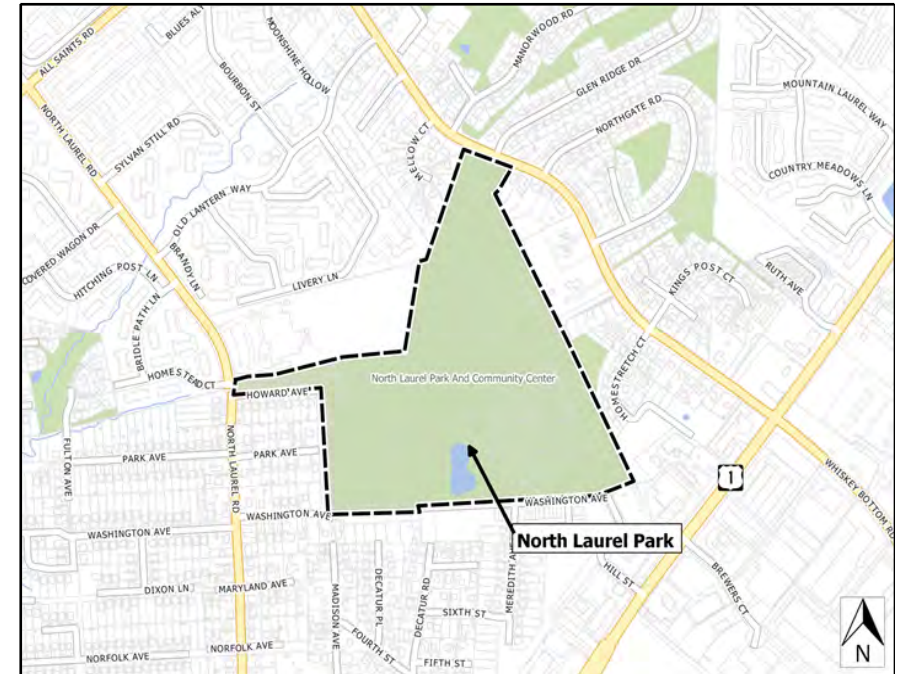 ALL SAINTS RD
BLUES AL
MOONSHINE HOLLOW
BOURBON ST
MANORWOOD RD
GLEN RIDGE DR
NORTHGATE RD
MOUNTAIN LAUREL WAY
NORTH LAUREL RD
SYLVAN STILL RD
MELLOW CT
COUNTRY MEADOWS LN
OLD LANTERN WAY
COVERED WAGON DR
BRANDY LN
HITCHING POST LN
LIVERY LN
KINGS POST CT
RUTH AVE
BRIDLE PATH LN
HOMESTEAD CT
HOWARD AVE
North Laurel Park And Community Center
HOMESTRETCH CT
FULTON AVE
PARK AVE
PARK AVE
NORTH LAUREL RD
1
WHISKEY BOTTOM RD
WASHINGTON AVE
WASHINGTON AVE
WASHINGTON AVE
North Laurel Park
MEREDITH A
HILL ST
BREWERS CT
DIXON LN
MARYLAND AVE
MADISON AVE
DECATUR PL
DECATUR RD
SIXTH ST
FOURTH ST
FIFTH ST
NORFOLK AVE
NORFOLK AVE
N